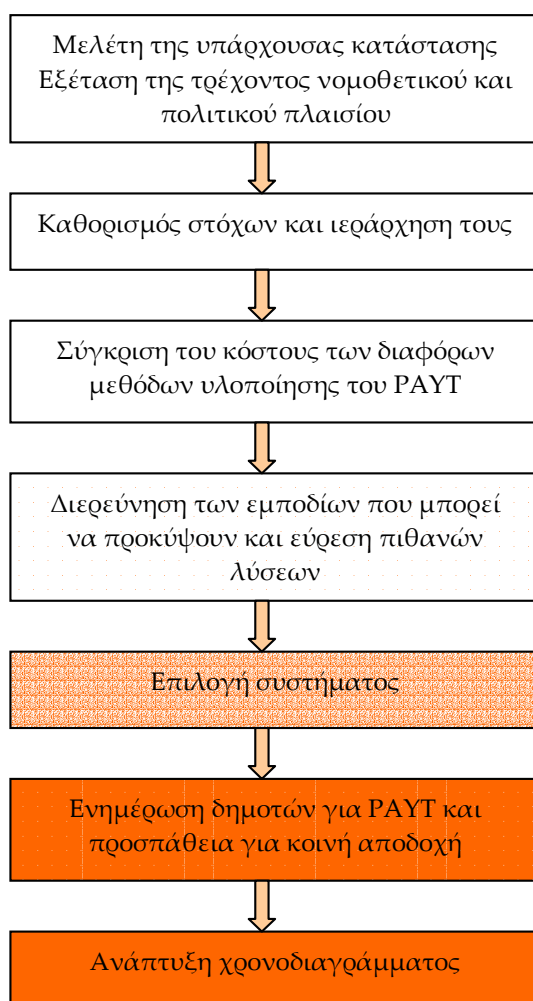 Μελέτη της υπάρχουσας κατάστασης
Εξέταση της τρέχοντος νομοθετικού και
πολιτικού πλαισίου
Καθορισμός στόχων και ιεράρχηση τους
Σύγκριση του κόστους των διαφόρων
μεθόδων υλοποίησης του PAYT
Διερεύνηση των εμποδίων που μπορεί
να προκύψουν και εύρεση πιθανών
λύσεων
Επιλογή συστήματος
Ενημέρωση δημοτών για PAYT και
προσπάθεια για κοινή αποδοχή
Ανάπτυξη χρονοδιαγράμματος